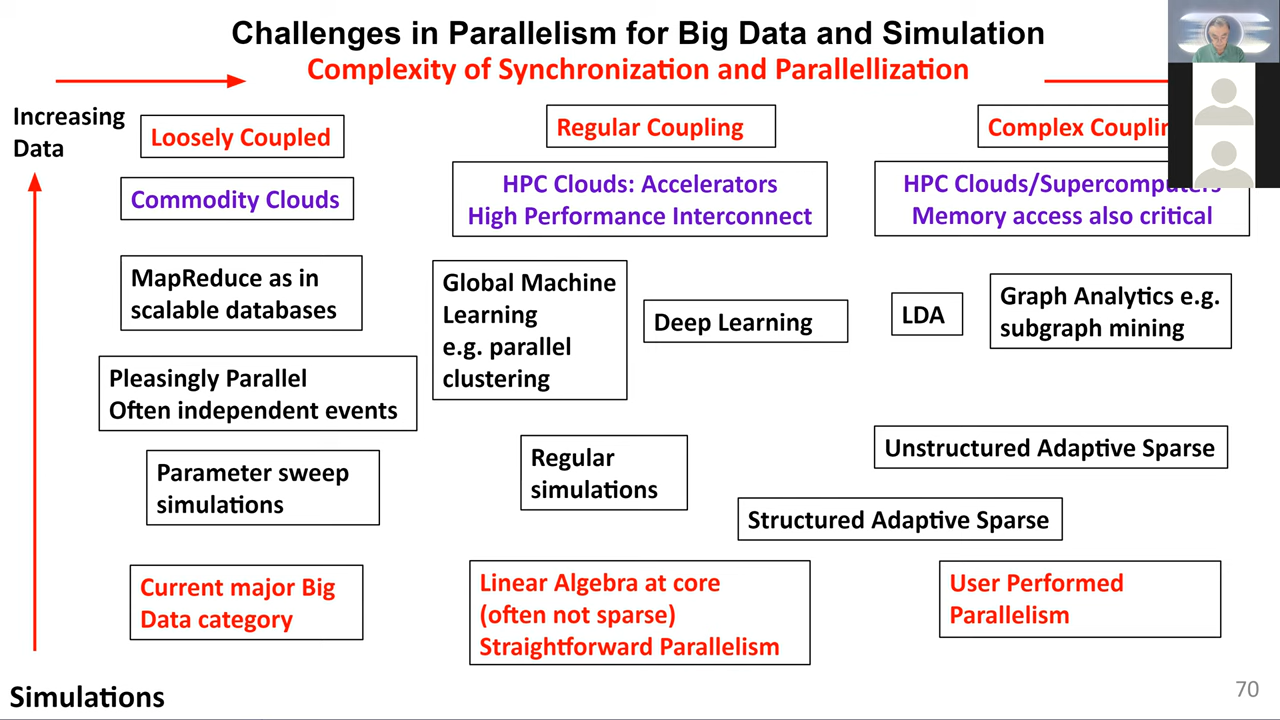 Challenges in Parallelism for Big Data and Simulation
Complexity of Synchronization and Parallellization
Increasing
Data
Loosely Coupled
Regular Coupling
Complex
Commodity Clouds
HPC Clouds: Accelerators
High Performance Interconnect
HPC Clouds/Supercomputers
Memory access also critical
MapReduce as in
scalable databases
Global Machine
Learning
e.g. parallel
clustering
Deep Learning
LDA
Graph Analytics e.g.
subgraph mining
Pleasingly Parallel
Often independent events
Parameter sweep
simulations
Regular
simulations
Unstructured Adaptive Sparse
Structured Adaptive Sparse
Current major Big
Data category
Linear Algebra at core
(often not sparse)
Straightforward Parallelism
User Performed
Parallelism
Simulations
70